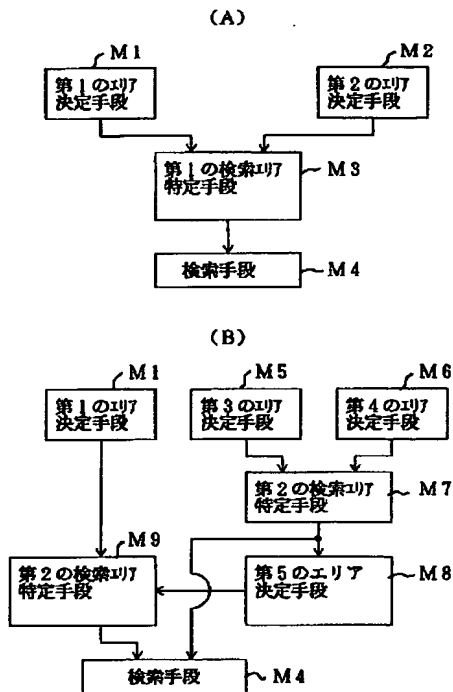 (A)
M1
第1のエリア
決定手段
M2
第2のエリア
決定手段
第1の検索エリア
特定手段
M3
検索手段
M4
(B)
M1
第1のエリア
決定手段
M5
第3のエリア
決定手段
M6
第4のエリア
決定手段
第2の検索エリア
特定手段
M7
M9
第2の検索エリア
特定手段
第5のエリア
決定手段
M8
検索手段
M4